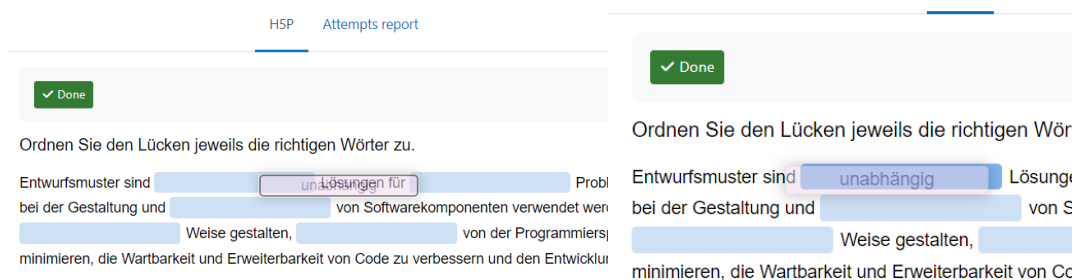 H5P Attempts report
Done
Ordnen Sie den Lücken jeweils die richtigen Wörter zu.
Entwurfsmuster sind unabhängig Lösungen für Probl
bei der Gestaltung und von Softwarekomponenten verwendet werd
Weise gestalten, von der Programmiersp
minimieren, die Wartbarkeit und Erweiterbarkeit von Code zu verbessern und den Entwicklun
Done
Ordnen Sie den Lücken jeweils die richtigen Wört
Entwurfsmuster sind unabhängig Lösunge
bei der Gestaltung und von S
Weise gestalten,
minimieren, die Wartbarkeit und Erweiterbarkeit von Co